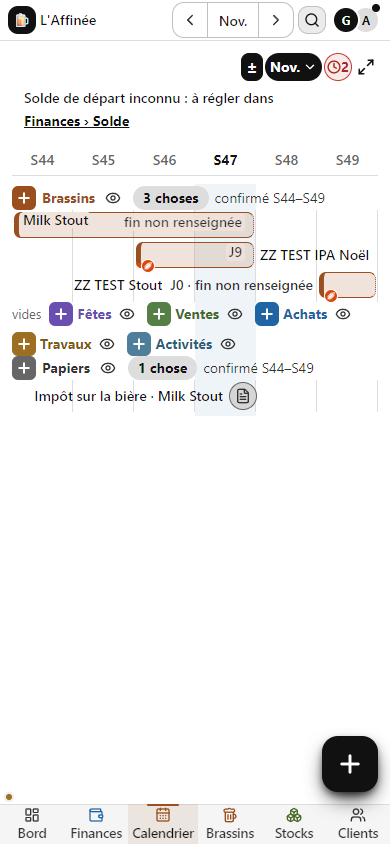 L'Affinée
Nov.
G A
± Nov. 2
Solde de départ inconnu : à régler dans
Finances › Solde
S44 S45 S46 S47 S48 S49
+ Brassins 3 choses confirmé S44–S49
Milk Stout fin non renseignée
J9 ZZ TEST IPA Noël
ZZ TEST Stout J0 · fin non renseignée
vides + Fêtes + Ventes + Achats
+ Travaux + Activités
+ Papiers 1 chose confirmé S44–S49
Impôt sur la bière · Milk Stout
+
Bord Finances Calendrier Brassins Stocks Clients